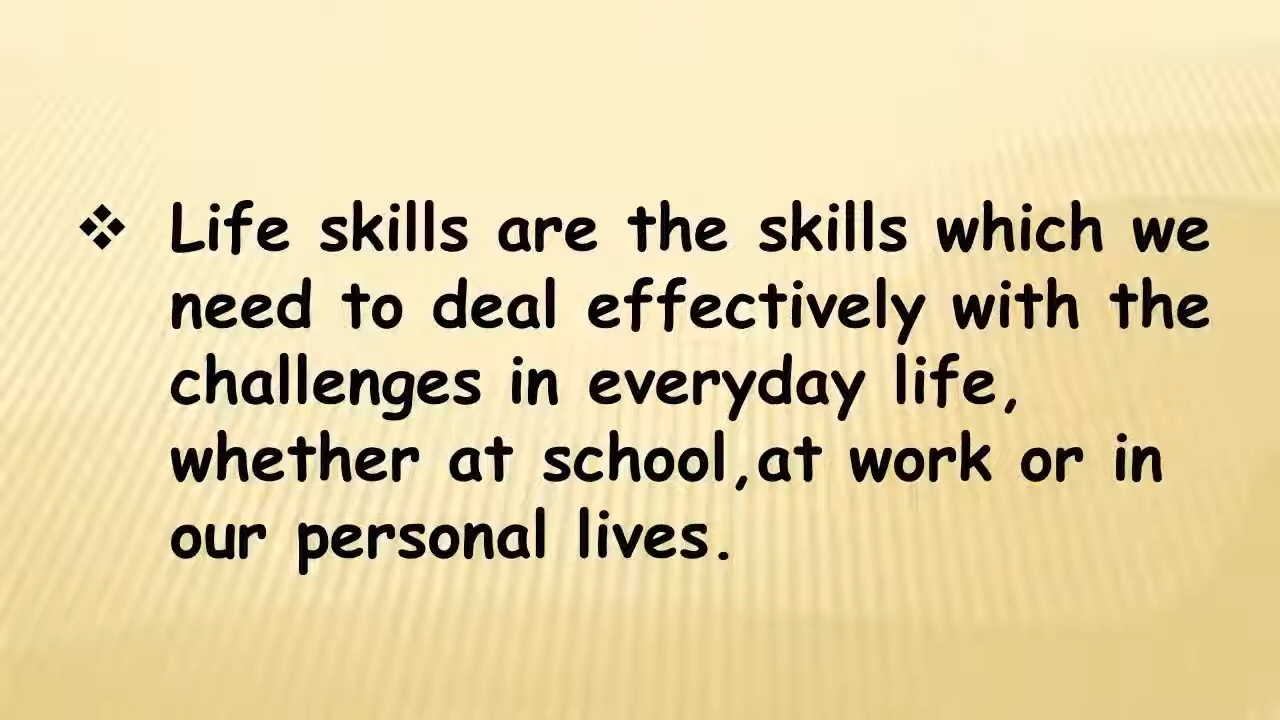 ❖ Life skills are the skills which we
need to deal effectively with the
challenges in everyday life,
whether at school,at work or in
our personal lives.